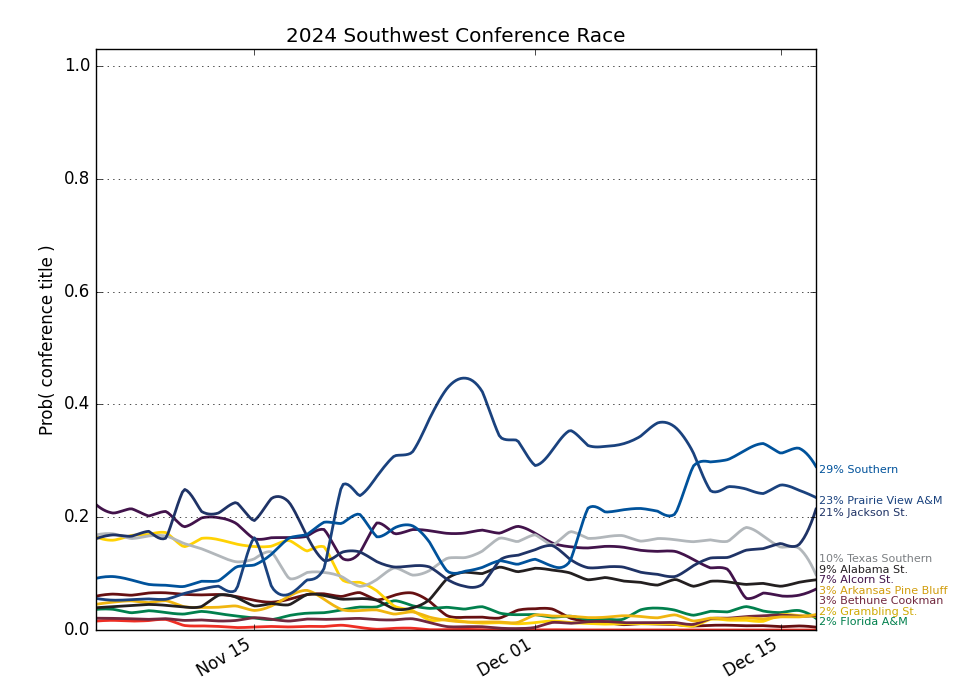 2024 Southwest Conference Race
Prob( conference title )
1.0
0.8
0.6
0.4
0.2
0.0
Nov 15
Dec 01
Dec 15
29% Southern
23% Prairie View A&M
21% Jackson St.
10% Texas Southern
9% Alabama St.
7% Alcorn St.
3% Arkansas Pine Bluff
3% Bethune Cookman
2% Grambling St.
2% Florida A&M